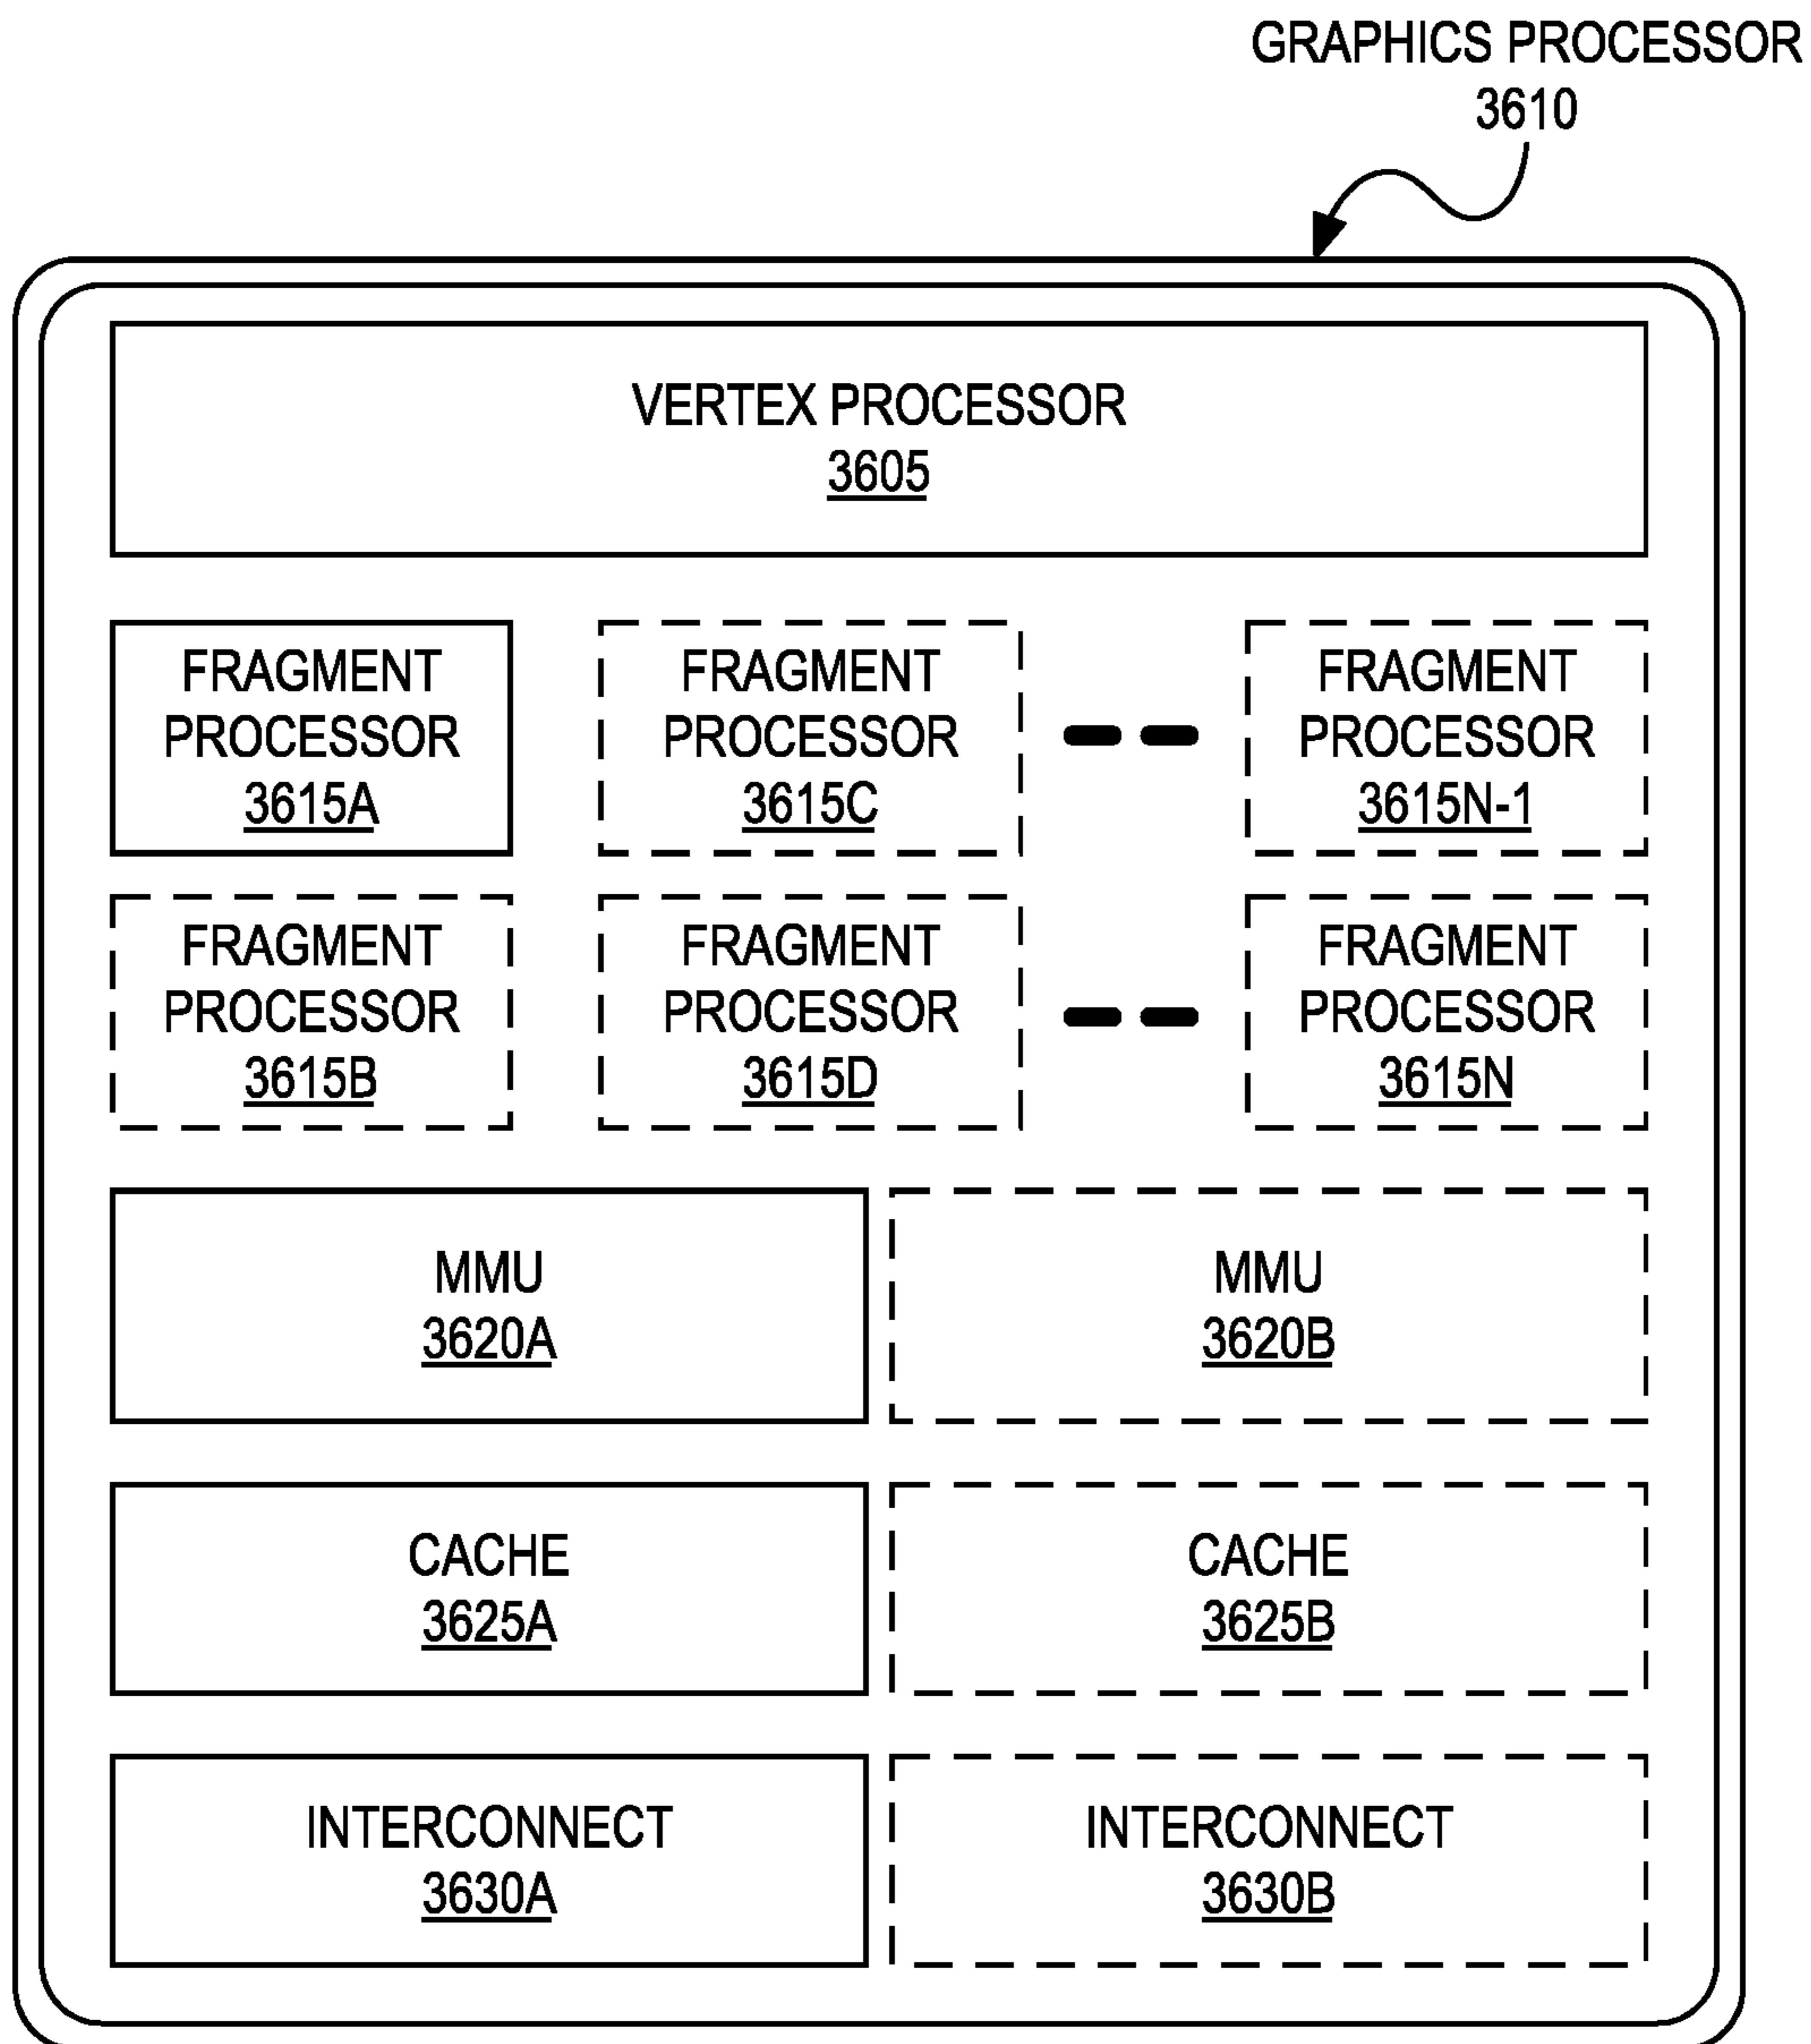 GRAPHICS PROCESSOR
3610
VERTEX PROCESSOR
3605
FRAGMENT
PROCESSOR
3615A
FRAGMENT
PROCESSOR
3615C
FRAGMENT
PROCESSOR
3615N-1
FRAGMENT
PROCESSOR
3615B
FRAGMENT
PROCESSOR
3615D
FRAGMENT
PROCESSOR
3615N
MMU
3620A
MMU
3620B
CACHE
3625A
CACHE
3625B
INTERCONNECT
3630A
INTERCONNECT
3630B